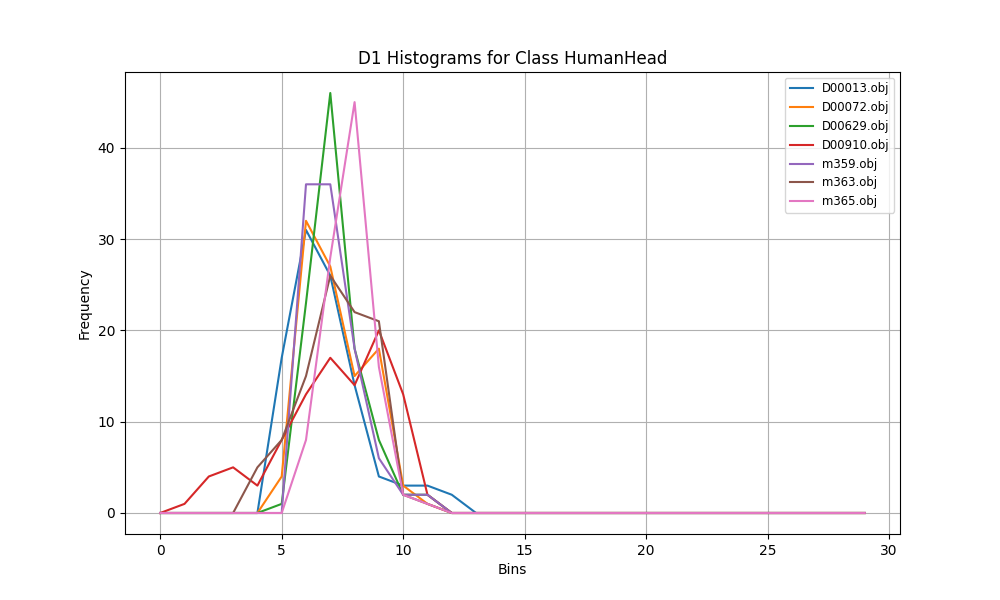 D1 Histograms for Class HumanHead
D00013.obj
D00072.obj
D00629.obj
D00910.obj
m359.obj
m363.obj
m365.obj
Frequency
40
30
20
10
0
0 5 10 15 20 25 30
Bins